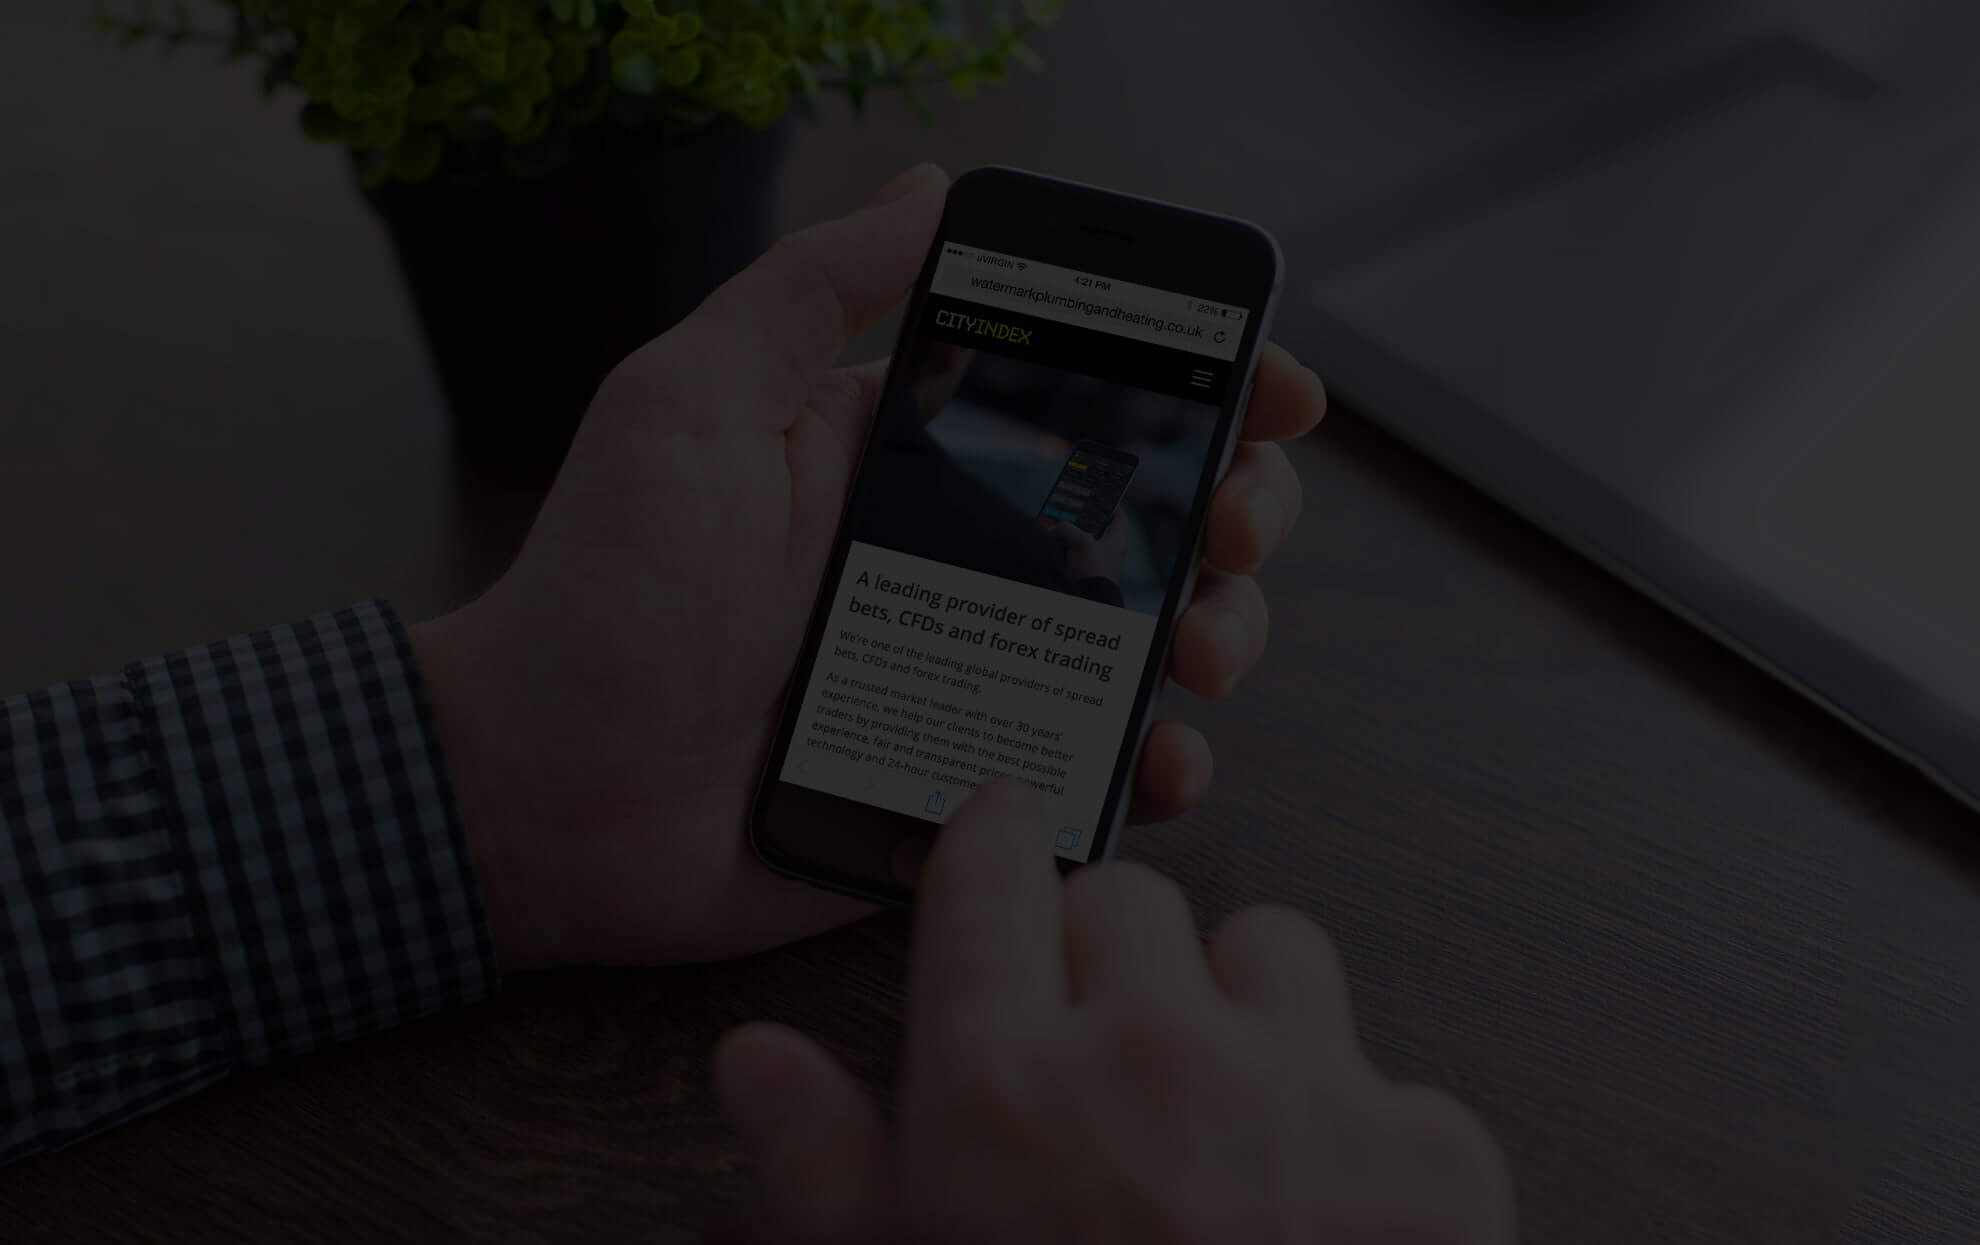 VIRGIN 4:21 PM 22%
watermarkplumbingandheating.co.uk
CITYINDEX
A leading provider of spread
bets, CFDs and forex trading
We're one of the leading global providers of spread
bets, CFDs and forex trading.
As a trusted market leader with over 30 years'
experience, we help our clients to become better
traders by providing them with the best possible
experience, fair and transparent prices, powerful
technology and 24-hour